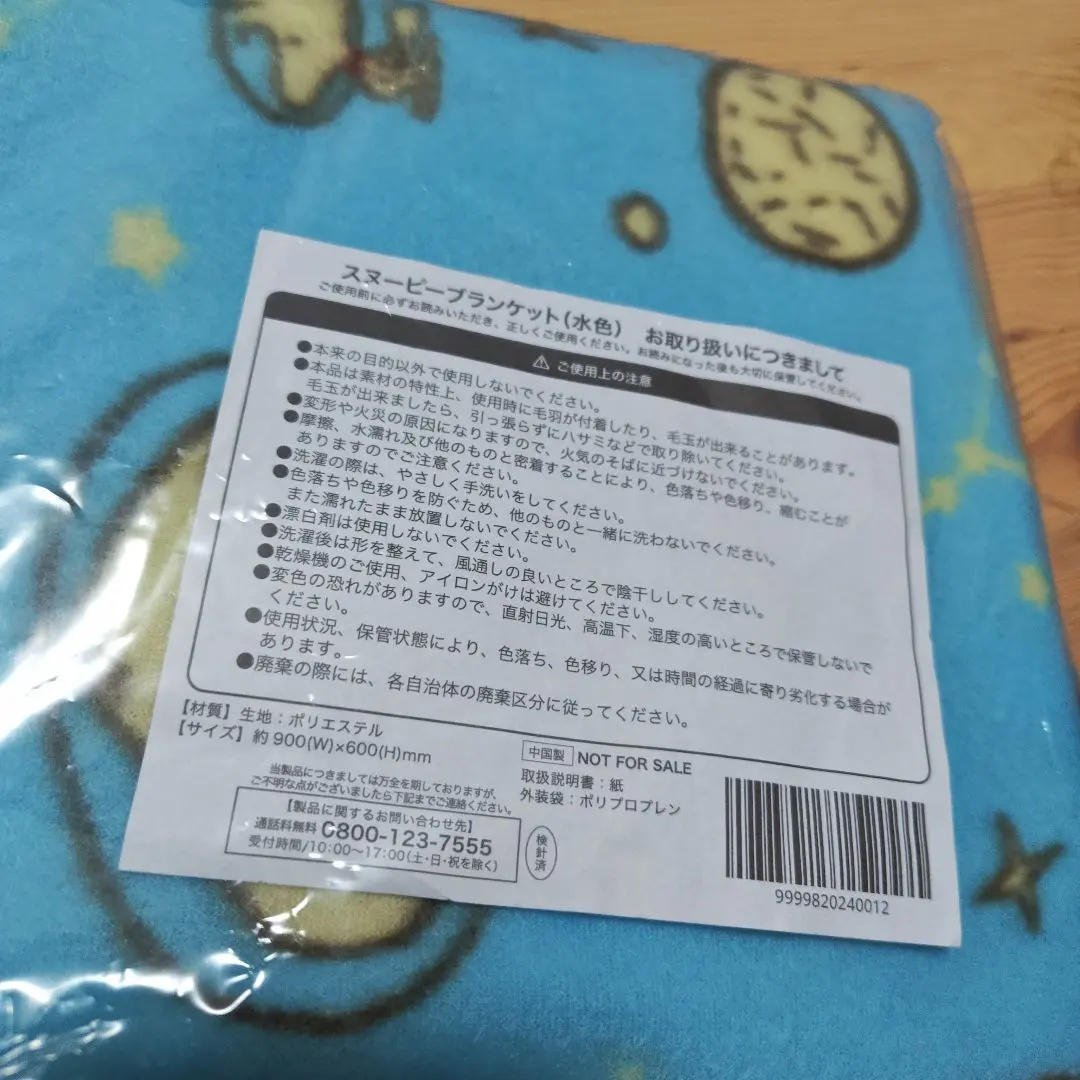 スヌーピーブランケット(水色) お取り扱いにつきまして
ご使用前に必ずお読みいただき、正しくご使用ください。お読みになった後も大切に保管してください。
⚠ ご使用上の注意
●本来の目的以外で使用しないでください。
●本品は素材の特性上、使用時に毛羽が付着したり、毛玉が出来ることがあります。
毛玉が出来ましたら、引っ張らずにハサミなどで取り除いてください。
●変形や火災の原因になりますので、火気のそばに近づけないでください。
●摩擦、水濡れ及び他のものと密着することにより、色落ちや色移り、縮むことが
ありますのでご注意ください。
●洗濯の際は、やさしく手洗いをしてください。
●色落ちや色移りを防ぐため、他のものと一緒に洗わないでください。
また濡れたまま放置しないでください。
●漂白剤は使用しないでください。
●洗濯後は形を整えて、風通しの良いところで陰干ししてください。
●乾燥機のご使用、アイロンがけは避けてください。
●変色の恐れがありますので、直射日光、高温下、湿度の高いところで保管しないで
ください。
●使用状況、保管状態により、色落ち、色移り、又は時間の経過に寄り劣化する場合が
あります。
●廃棄の際には、各自治体の廃棄区分に従ってください。
【材質】生地:ポリエステル
【サイズ】約900(W)×600(H)mm
中国製 NOT FOR SALE
取扱説明書:紙
外装袋:ポリプロプレン
当製品につきましては万全を期しておりますが、
ご不明な点がございましたら下記までご連絡ください。
【製品に関するお問い合わせ先】
通話料無料 0800-123-7555
受付時間/10:00〜17:00(土・日・祝を除く)
検針済
9999820240012